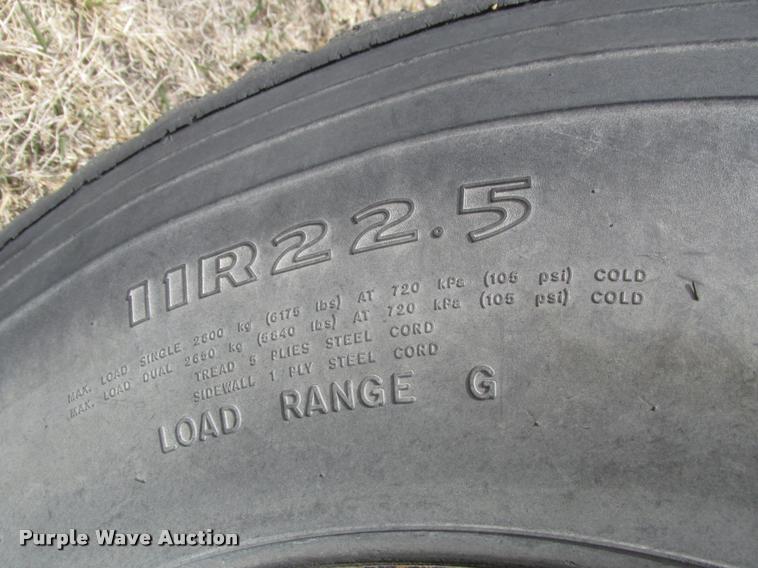 11R22.5
MAX. LOAD SINGLE 2800 kg (6175 lbs) AT 720 kPa (105 psi) COLD
MAX. LOAD DUAL 2650 kg (5840 lbs) AT 720 kPa (105 psi) COLD
TREAD 5 PLIES STEEL CORD
SIDEWALL 1 PLY STEEL CORD
LOAD RANGE G
Purple Wave Auction